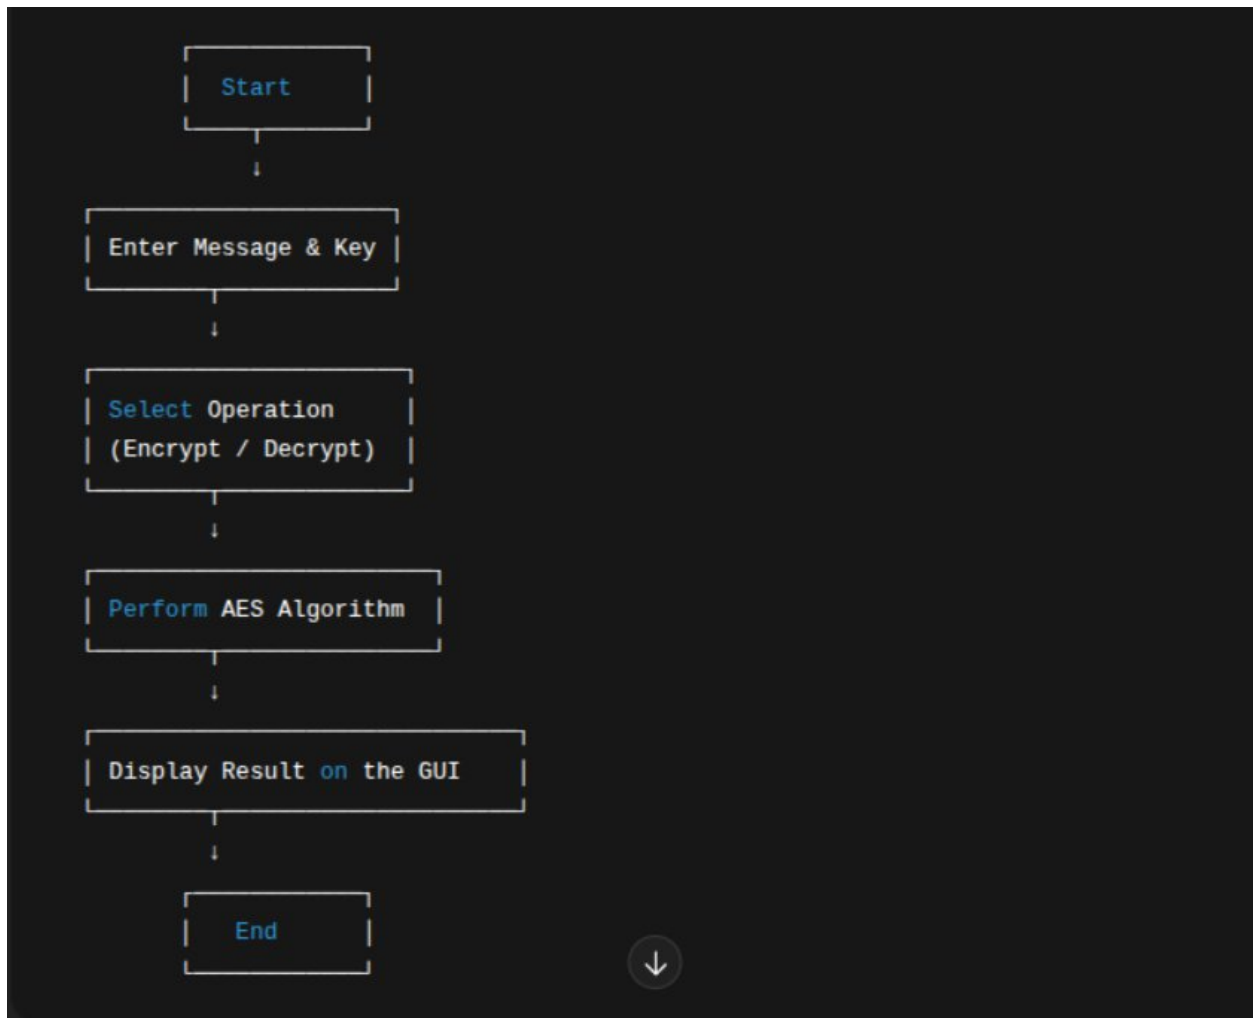 Start
↓
Enter Message & Key
↓
Select Operation
(Encrypt / Decrypt)
↓
Perform AES Algorithm
↓
Display Result on the GUI
↓
End